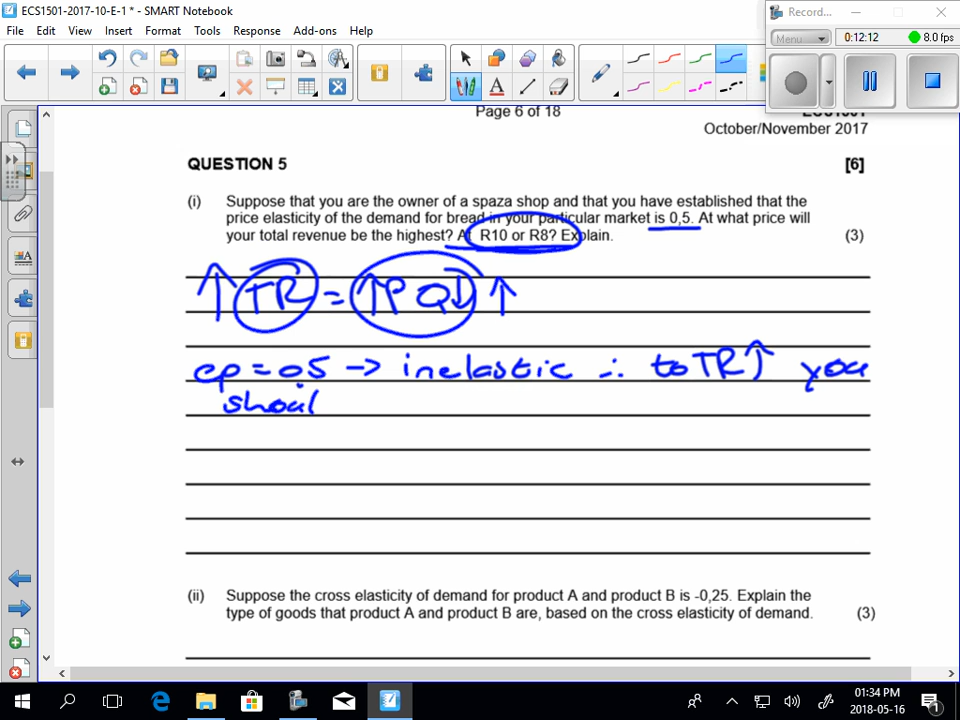 ECS1501-2017-10-E-1 * - SMART Notebook
File Edit View Insert Format Tools Response Add-ons Help
Record...
Menu 0:12:12 8.0 fps
Page 6 of 18
October/November 2017
QUESTION 5 [6]
(i) Suppose that you are the owner of a spaza shop and that you have established that the
price elasticity of the demand for bread in your particular market is 0,5. At what price will
your total revenue be the highest? At R10 or R8? Explain. (3)
↑ TR = ↑P QD ↑
ep = 0.5 → inelastic ∴ to TR↑ you
shoul
(ii) Suppose the cross elasticity of demand for product A and product B is -0,25. Explain the
type of goods that product A and product B are, based on the cross elasticity of demand. (3)
01:34 PM
2018-05-16
1